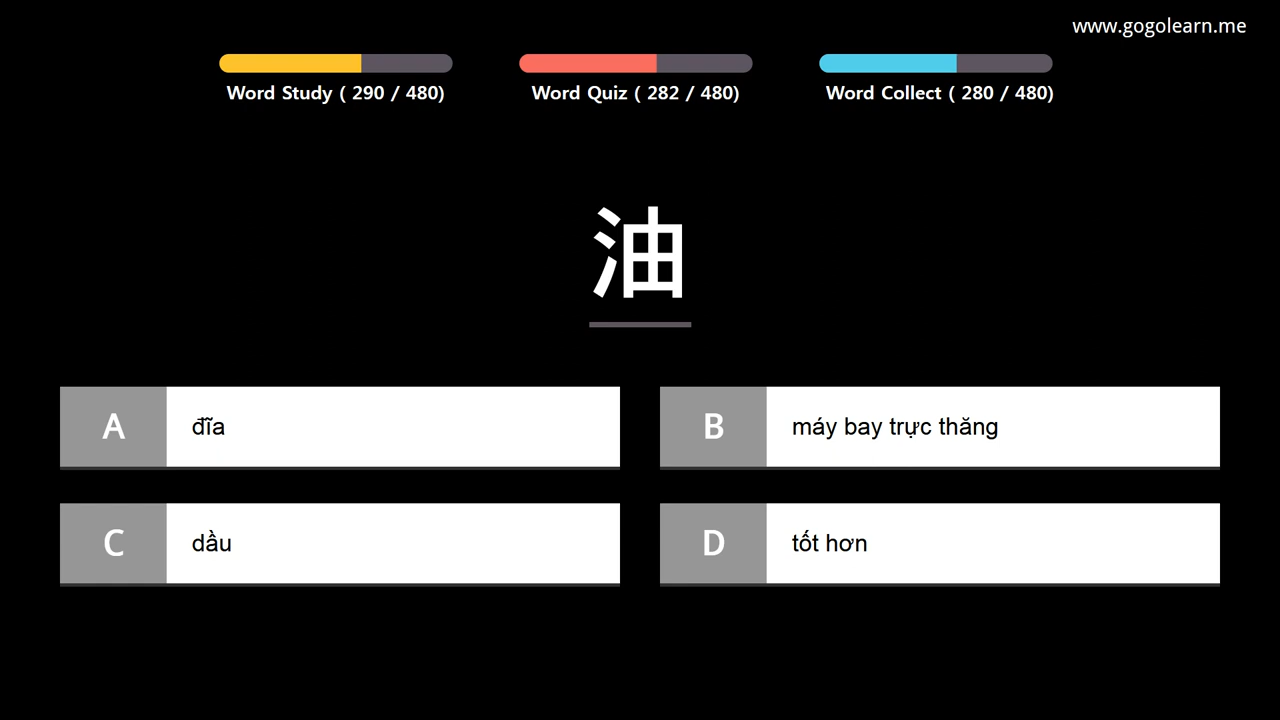 www.gogolearn.me
Word Study ( 290 / 480)
Word Quiz ( 282 / 480)
Word Collect ( 280 / 480)
油
A đĩa
B máy bay trực thăng
C dầu
D tốt hơn